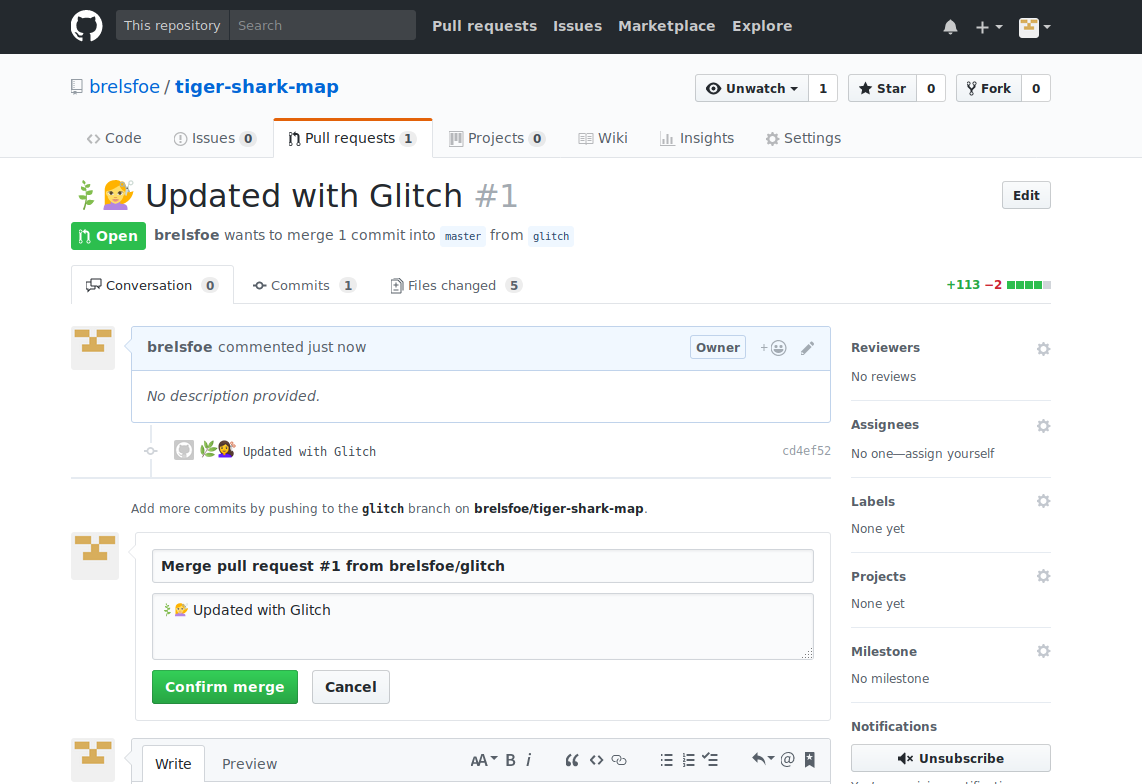 This repository Search Pull requests Issues Marketplace Explore
brelsfoe / tiger-shark-map Unwatch 1 Star 0 Fork 0
Code Issues 0 Pull requests 1 Projects 0 Wiki Insights Settings
🌿💇 Updated with Glitch #1 Edit
Open brelsfoe wants to merge 1 commit into master from glitch
Conversation 0 Commits 1 Files changed 5 +113 −2
brelsfoe commented just now Owner +
No description provided.
🌿💇 Updated with Glitch cd4ef52
Add more commits by pushing to the glitch branch on brelsfoe/tiger-shark-map.
Merge pull request #1 from brelsfoe/glitch
🌿💇 Updated with Glitch
Confirm merge Cancel
Write Preview AA B i “ <> @
Reviewers
No reviews
Assignees
No one—assign yourself
Labels
None yet
Projects
None yet
Milestone
No milestone
Notifications
Unsubscribe